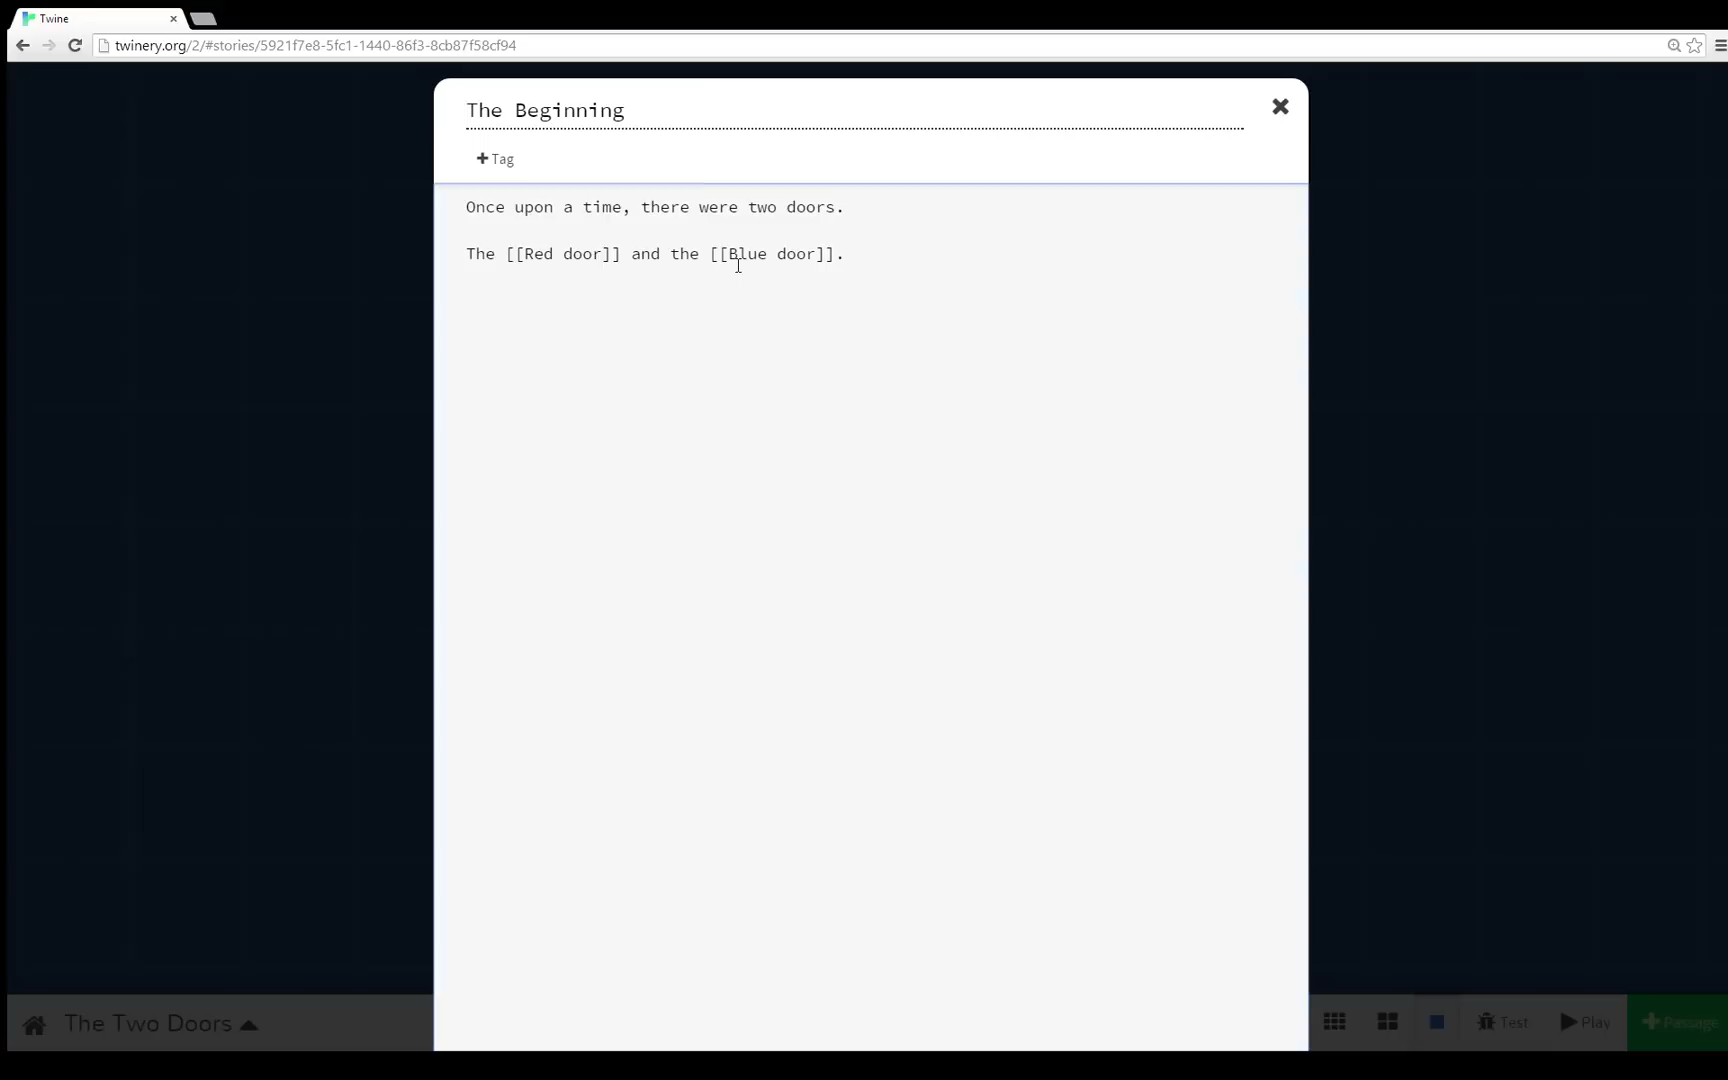 Twine
twinery.org/2/#stories/5921f7e8-5fc1-1440-86f3-8cb87f58cf94
The Beginning
Tag
Once upon a time, there were two doors.
The [[Red door]] and the [[Blue door]].
The Two Doors
Test
Play
Passage